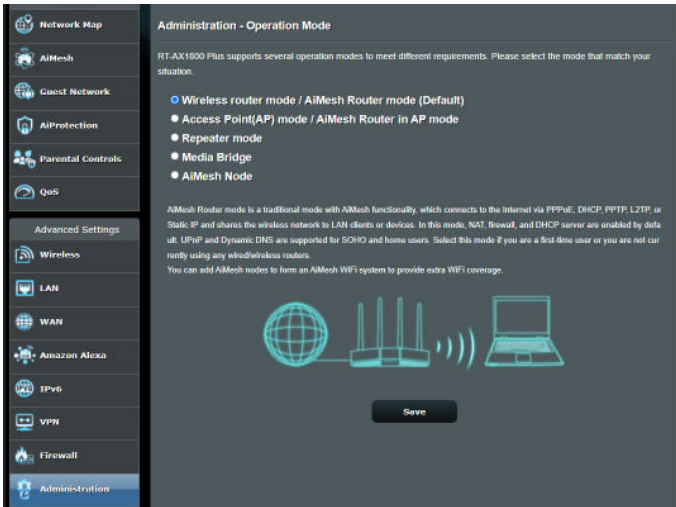 Network Map
AiMesh
Guest Network
AiProtection
Parental Controls
QoS
Advanced Settings
Wireless
LAN
WAN
Amazon Alexa
IPv6
VPN
Firewall
Administration
Administration - Operation Mode
RT-AX1800 Plus supports several operation modes to meet different requirements. Please select the mode that match your
situation.
Wireless router mode / AiMesh Router mode (Default)
Access Point(AP) mode / AiMesh Router in AP mode
Repeater mode
Media Bridge
AiMesh Node
AiMesh Router mode is a traditional mode with AiMesh functionality, which connects to the Internet via PPPoE, DHCP, PPTP, L2TP, or
Static IP and shares the wireless network to LAN clients or devices. In this mode, NAT, firewall, and DHCP server are enabled by defa
ult. UPnP and Dynamic DNS are supported for SOHO and home users. Select this mode if you are a first-time user or you are not cur
rently using any wired/wireless routers.
You can add AiMesh nodes to form an AiMesh WiFi system to provide extra WiFi coverage.
Save